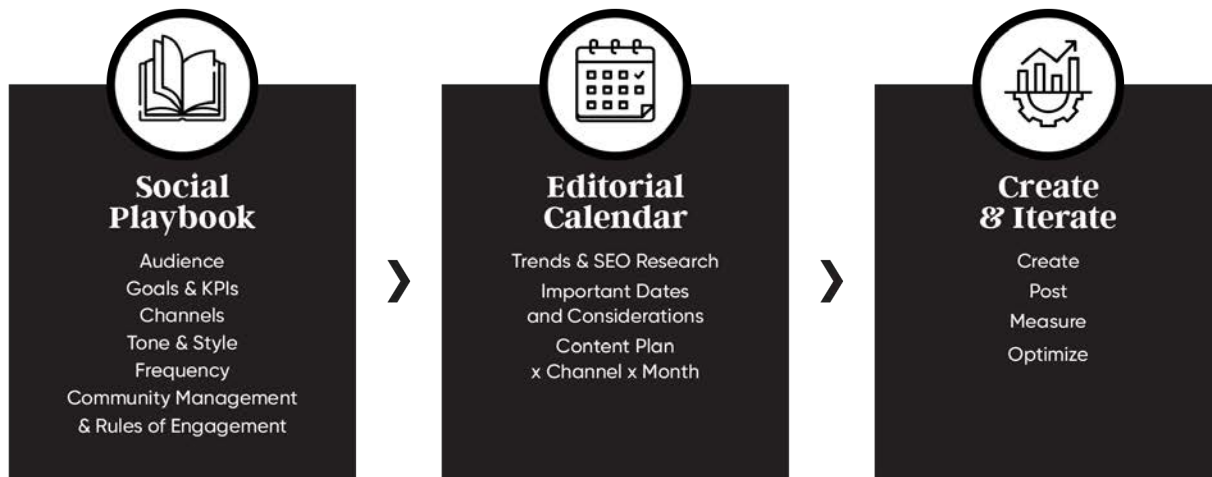 Social
Playbook
Audience
Goals & KPIs
Channels
Tone & Style
Frequency
Community Management
& Rules of Engagement
Editorial
Calendar
Trends & SEO Research
Important Dates
and Considerations
Content Plan
x Channel x Month
Create
& Iterate
Create
Post
Measure
Optimize